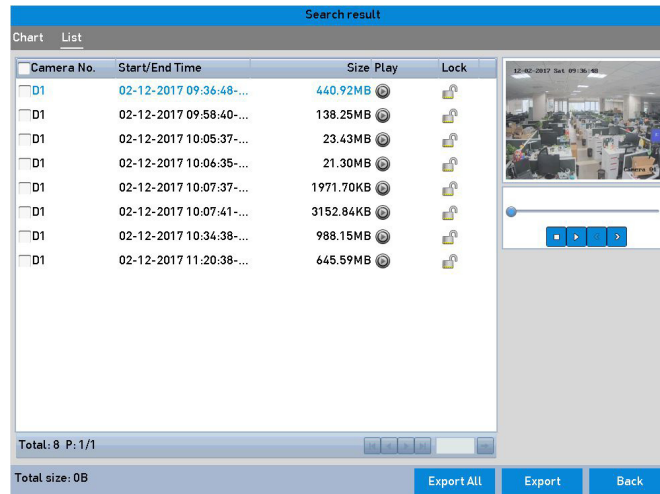 Search result
Chart List
Camera No. Start/End Time Size Play Lock
D1 02-12-2017 09:36:48-... 440.92MB
D1 02-12-2017 09:58:40-... 138.25MB
D1 02-12-2017 10:05:37-... 23.43MB
D1 02-12-2017 10:06:35-... 21.30MB
D1 02-12-2017 10:07:37-... 1971.70KB
D1 02-12-2017 10:07:41-... 3152.84KB
D1 02-12-2017 10:34:38-... 988.15MB
D1 02-12-2017 11:20:38-... 645.59MB
12-02-2017 Sat 09:36:48
Camera 01
Total: 8 P: 1/1
Total size: 0B
Export All Export Back